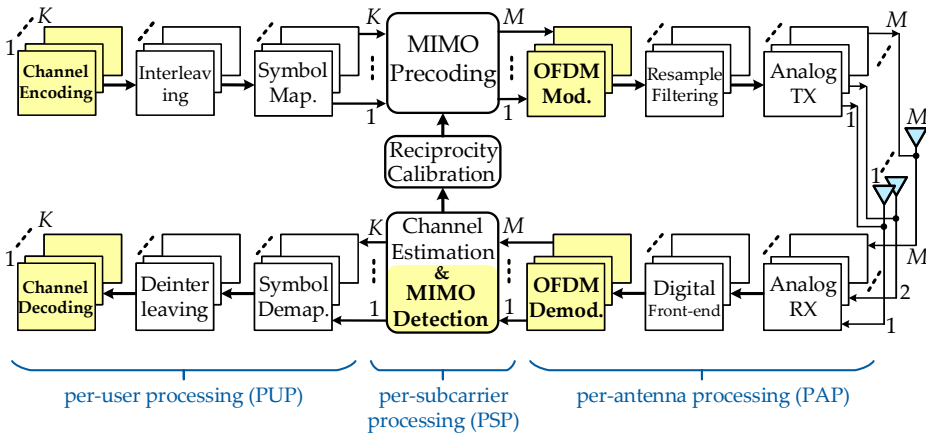 K
1
Channel
Encoding
Interleav
ing
Symbol
Map.
K
1
MIMO
Precoding
M
1
OFDM
Mod.
Resample
Filtering
Analog
TX
M
1
M
1
Reciprocity
Calibration
K
1
Channel
Decoding
Deinter
leaving
Symbol
Demap.
K
1
Channel
Estimation
&
MIMO
Detection
M
1
OFDM
Demod.
Digital
Front-end
Analog
RX
M
2
1
per-user processing (PUP)
per-subcarrier
processing (PSP)
per-antenna processing (PAP)